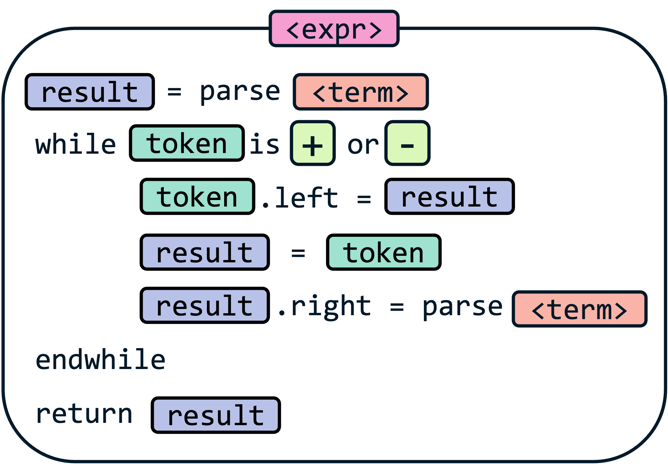 <expr>
result = parse <term>
while token is + or -
token.left = result
result = token
result.right = parse <term>
endwhile
return result